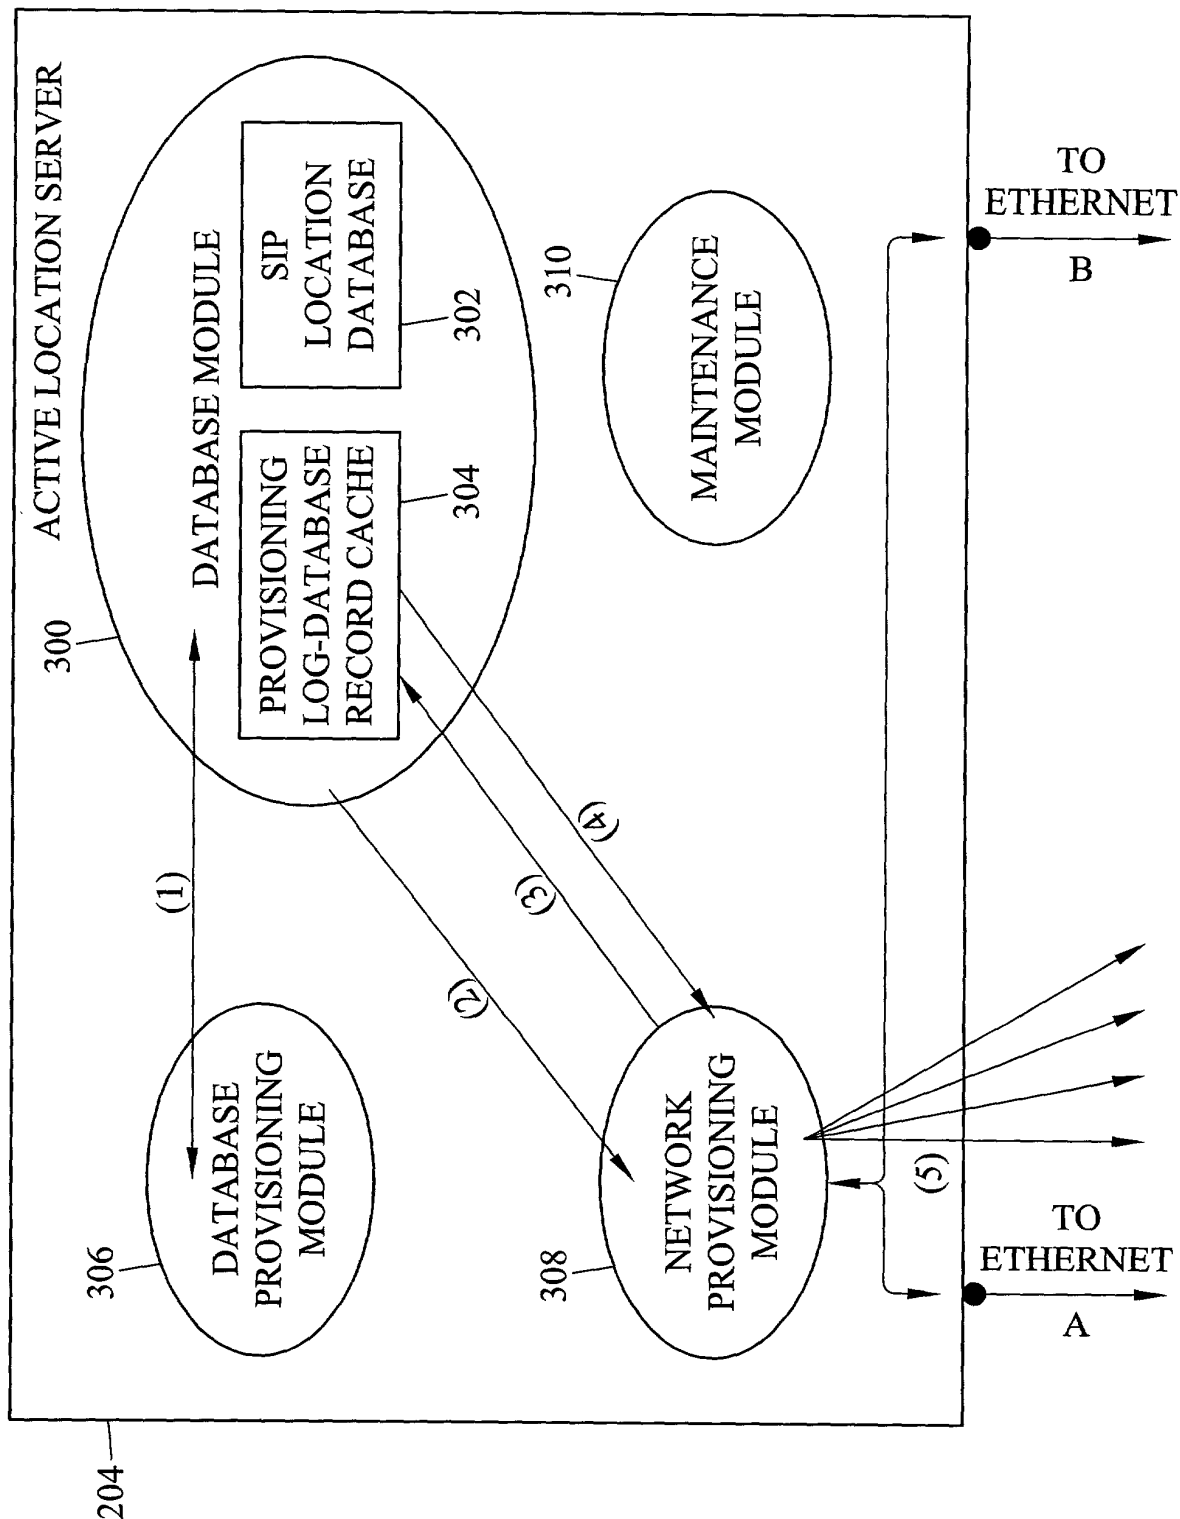 ACTIVE LOCATION SERVER
204
300
DATABASE MODULE
PROVISIONING
LOG-DATABASE
RECORD CACHE
304
SIP
LOCATION
DATABASE
302
(1)
306
DATABASE
PROVISIONING
MODULE
(2)
(3)
(4)
308
NETWORK
PROVISIONING
MODULE
310
MAINTENANCE
MODULE
(5)
TO
ETHERNET
A
TO
ETHERNET
B